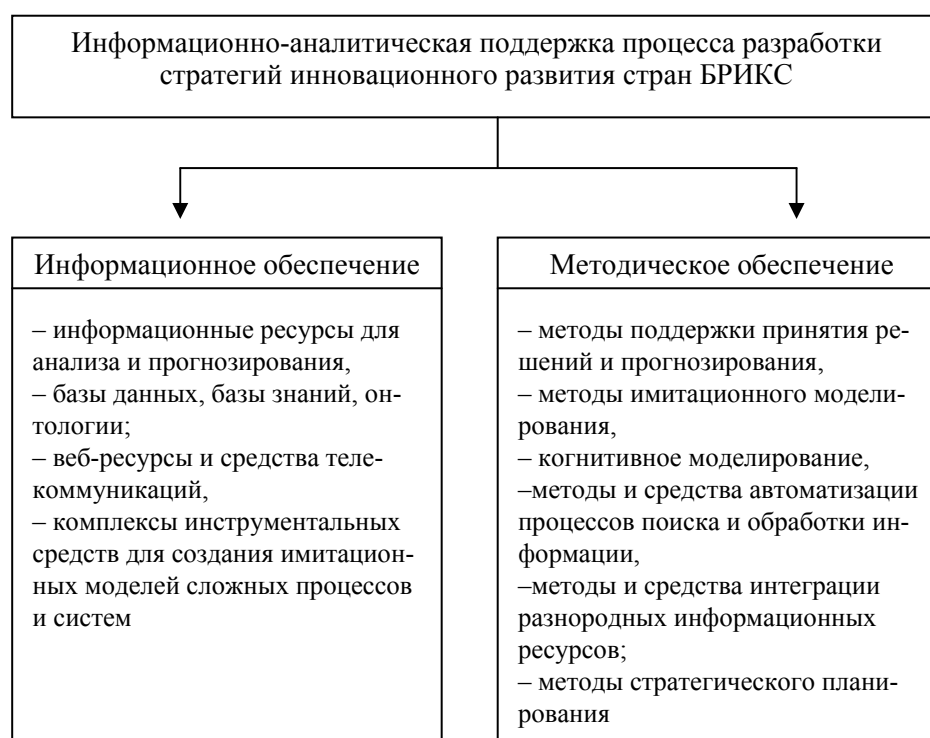 Информационно-аналитическая поддержка процесса разработки
стратегий инновационного развития стран БРИКС
Информационное обеспечение
– информационные ресурсы для
анализа и прогнозирования,
– базы данных, базы знаний, он-
тологии;
– веб-ресурсы и средства теле-
коммуникаций,
– комплексы инструментальных
средств для создания имитацион-
ных моделей сложных процессов
и систем
Методическое обеспечение
– методы поддержки принятия ре-
шений и прогнозирования,
– методы имитационного модели-
рования,
– когнитивное моделирование,
–методы и средства автоматизации
процессов поиска и обработки ин-
формации,
–методы и средства интеграции
разнородных информационных
ресурсов;
– методы стратегического плани-
рования